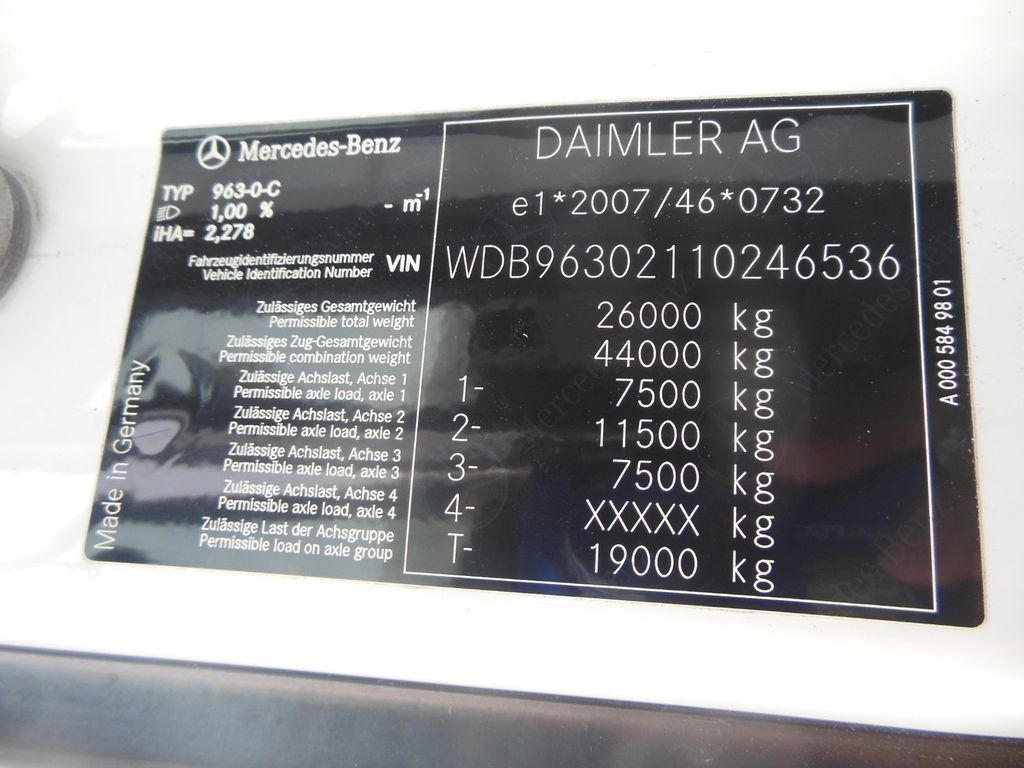 Mercedes-Benz
DAIMLER AG
TYP 963-0-C
1,00 % - m-1
iHA= 2,278
e1*2007/46*0732
Fahrzeugidentifizierungsnummer
Vehicle Identification Number
VIN WDB96302110246536
Zulässiges Gesamtgewicht
Permissible total weight 26000 kg
Zulässiges Zug-Gesamtgewicht
Permissible combination weight 44000 kg
Zulässige Achslast, Achse 1
Permissible axle load, axle 1 1- 7500 kg
Zulässige Achslast, Achse 2
Permissible axle load, axle 2 2- 11500 kg
Zulässige Achslast, Achse 3
Permissible axle load, axle 3 3- 7500 kg
Zulässige Achslast, Achse 4
Permissible axle load, axle 4 4- XXXXX kg
Zulässige Last der Achsgruppe
Permissible load on axle group T- 19000 kg
Made in Germany
A 000 584 98 01